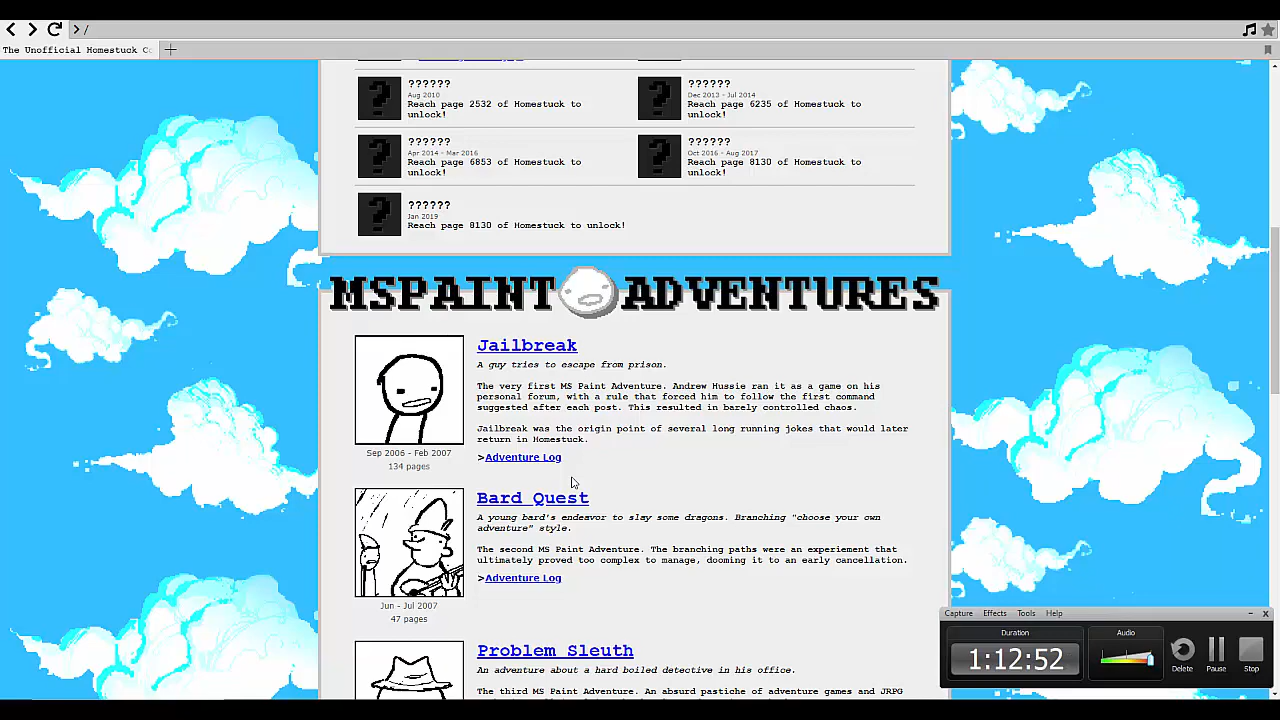 > /
The Unofficial Homestuck Co
??????
Aug 2010
Reach page 2532 of Homestuck to
unlock!
??????
Dec 2013 - Jul 2014
Reach page 6235 of Homestuck to
unlock!
??????
Apr 2014 - Mar 2016
Reach page 6853 of Homestuck to
unlock!
??????
Oct 2016 - Aug 2017
Reach page 8130 of Homestuck to
unlock!
??????
Jan 2019
Reach page 8130 of Homestuck to unlock!
MSPAINT ADVENTURES
Jailbreak
A guy tries to escape from prison.
The very first MS Paint Adventure. Andrew Hussie ran it as a game on his
personal forum, with a rule that forced him to follow the first command
suggested after each post. This resulted in barely controlled chaos.
Jailbreak was the origin point of several long running jokes that would later
return in Homestuck.
>Adventure Log
Sep 2006 - Feb 2007
134 pages
Bard Quest
A young bard's endeavor to slay some dragons. Branching "choose your own
adventure" style.
The second MS Paint Adventure. The branching paths were an experiement that
ultimately proved too complex to manage, dooming it to an early cancellation.
>Adventure Log
Jun - Jul 2007
47 pages
Problem Sleuth
An adventure about a hard boiled detective in his office.
The third MS Paint Adventure. An absurd pastiche of adventure games and JRPG
Capture Effects Tools Help
Duration
1:12:52
Audio
Delete
Pause
Stop